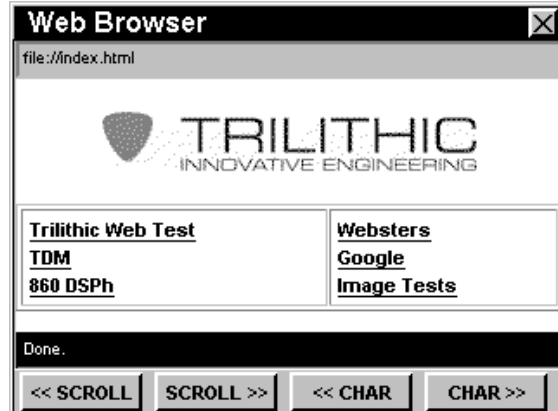 Web Browser
file://index.html
TRILITHIC
INNOVATIVE ENGINEERING
Trilithic Web Test
TDM
860 DSPh
Websters
Google
Image Tests
Done.
<< SCROLL SCROLL >> << CHAR CHAR >>